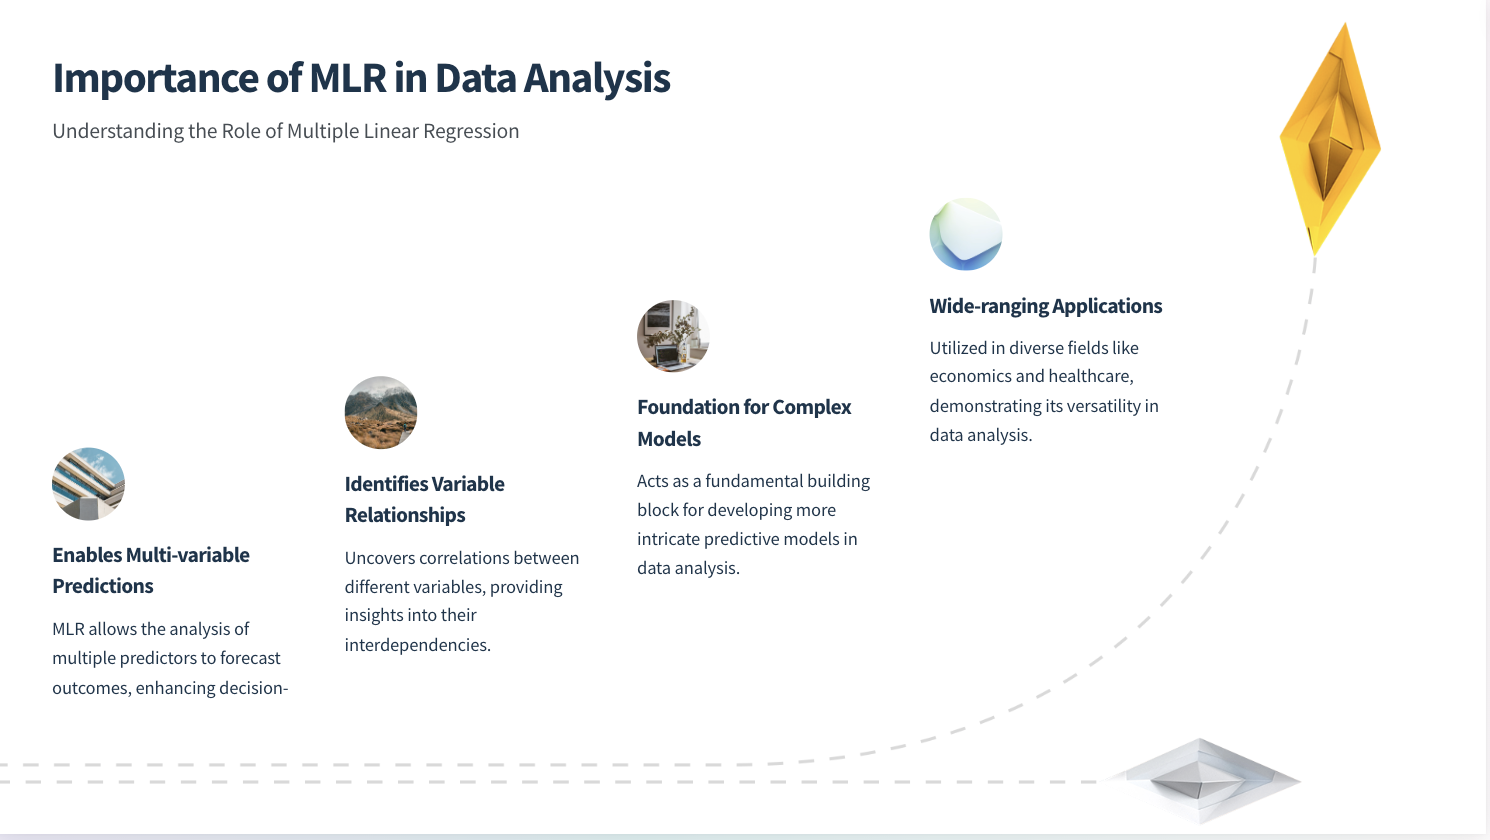 Importance of MLR in Data Analysis
Understanding the Role of Multiple Linear Regression
Enables Multi-variable
Predictions
MLR allows the analysis of
multiple predictors to forecast
outcomes, enhancing decision-
Identifies Variable
Relationships
Uncovers correlations between
different variables, providing
insights into their
interdependencies.
Foundation for Complex
Models
Acts as a fundamental building
block for developing more
intricate predictive models in
data analysis.
Wide-ranging Applications
Utilized in diverse fields like
economics and healthcare,
demonstrating its versatility in
data analysis.